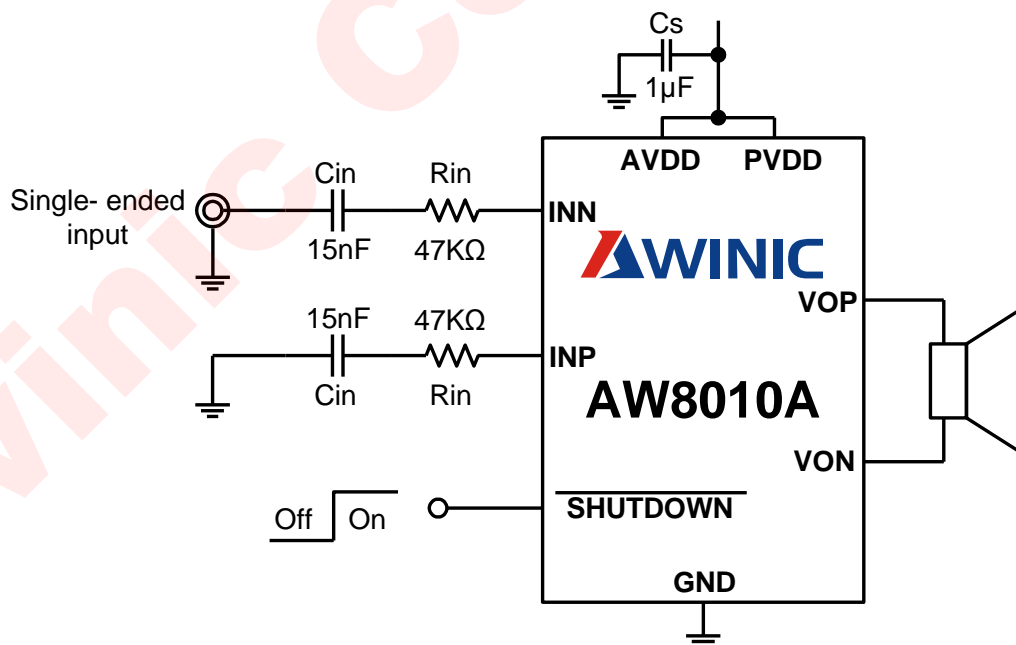 Cs
1µF
AVDD PVDD
Cin Rin
Single- ended
input
INN
15nF 47KΩ
AWINIC
VOP
15nF 47KΩ
INP
Cin Rin
AW8010A
VON
SHUTDOWN
Off On
GND